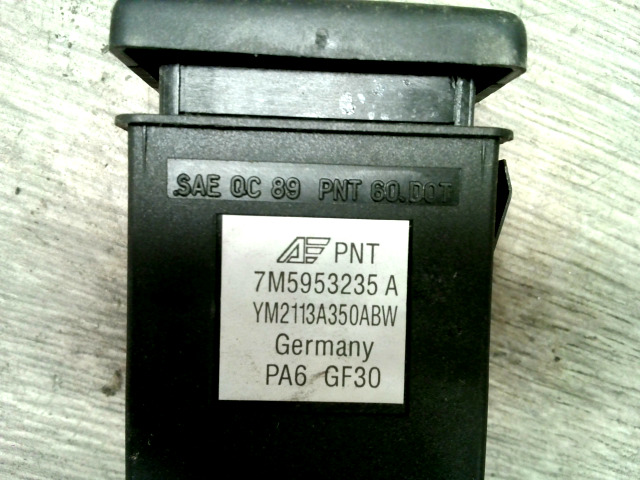 SAE QC 89 PNT 60.DOT
AE PNT
7M5953235 A
YM2113A350ABW
Germany
PA6 GF30